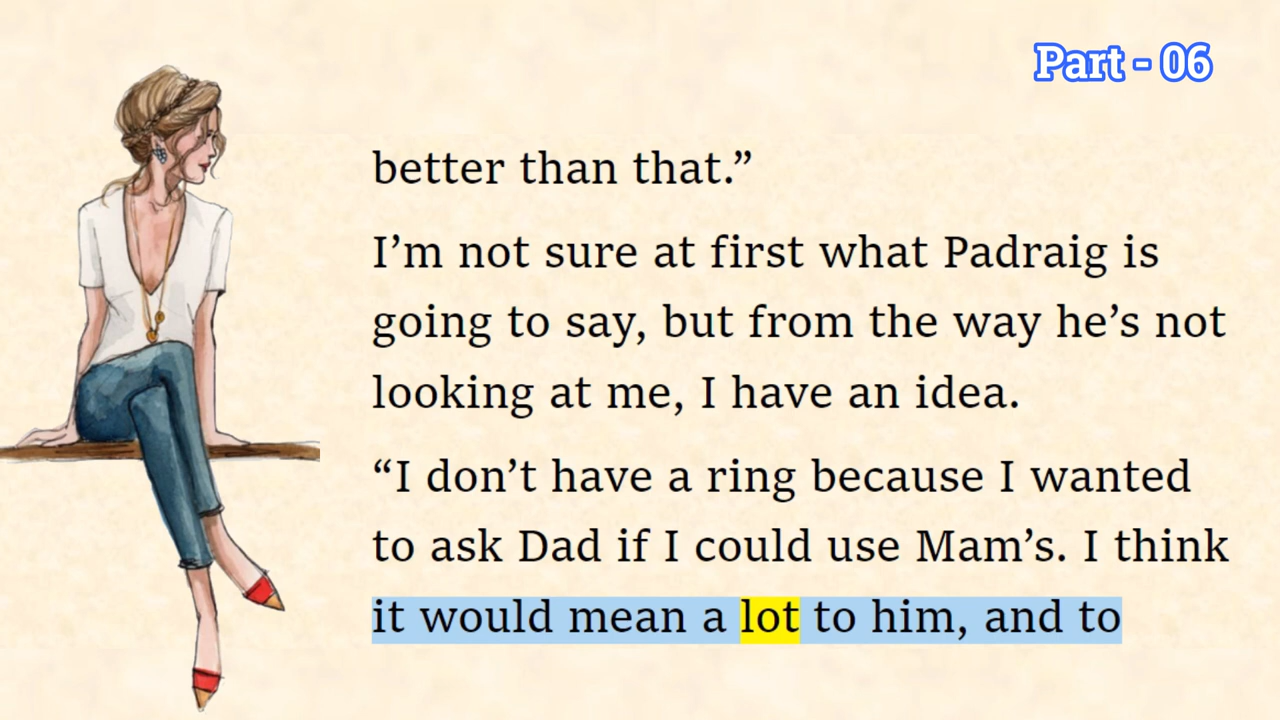 Part - 06
better than that.”
I’m not sure at first what Padraig is
going to say, but from the way he’s not
looking at me, I have an idea.
“I don’t have a ring because I wanted
to ask Dad if I could use Mam’s. I think
it would mean a lot to him, and to